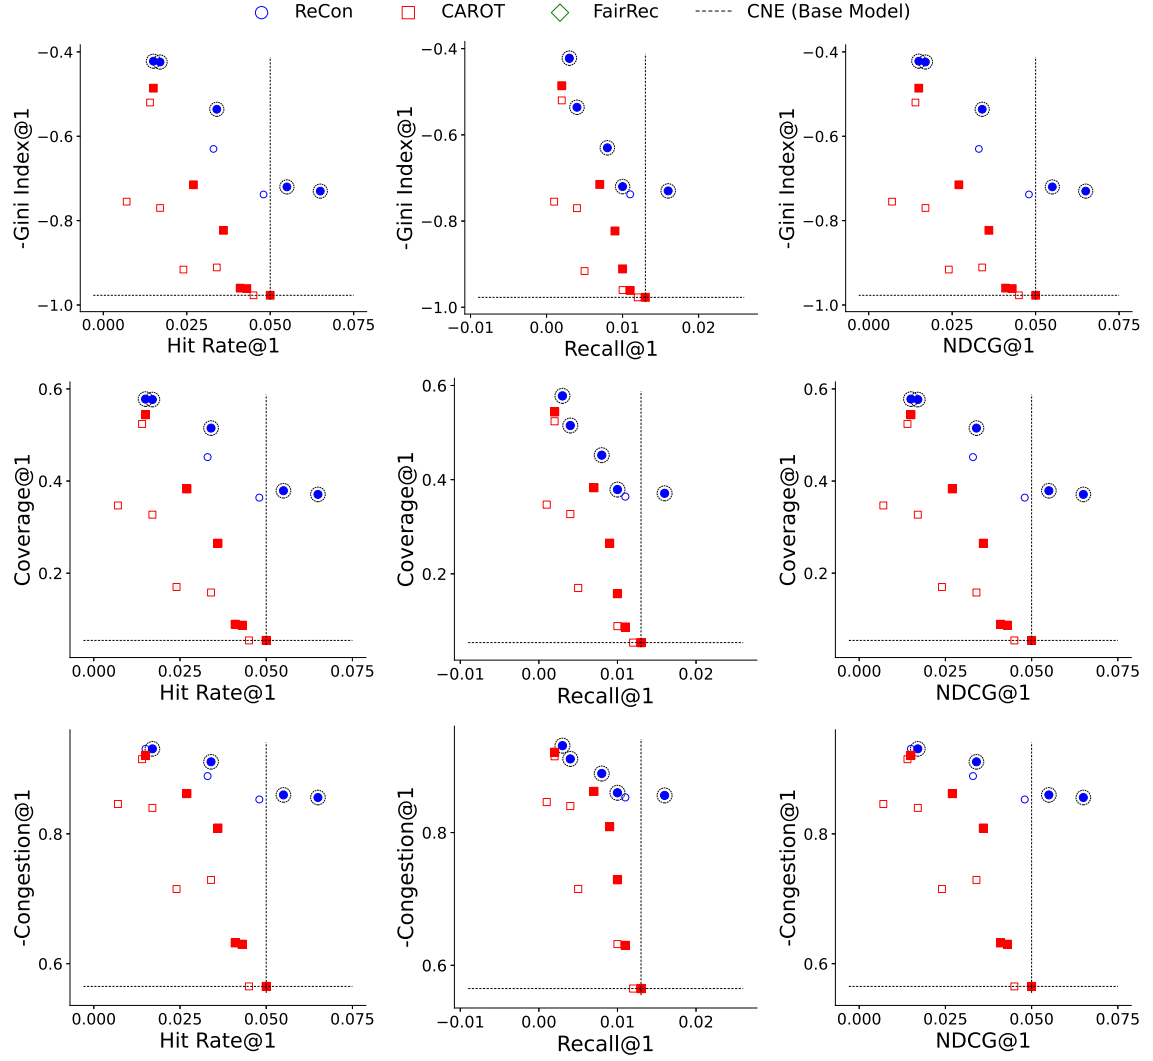 ReCon CAROT FairRec CNE (Base Model)
−0.4 −0.4 −0.4
−0.6 −0.6 −0.6
−0.8 −0.8 −0.8
−1.0 −1.0 −1.0
-Gini Index@1 -Gini Index@1 -Gini Index@1
0.000 0.025 0.050 0.075 −0.01 0.00 0.01 0.02 0.000 0.025 0.050 0.075
Hit Rate@1 Recall@1 NDCG@1
0.6 0.6 0.6
0.4 0.4 0.4
0.2 0.2 0.2
Coverage@1 Coverage@1 Coverage@1
0.000 0.025 0.050 0.075 −0.01 0.00 0.01 0.02 0.000 0.025 0.050 0.075
Hit Rate@1 Recall@1 NDCG@1
0.8 0.8 0.8
0.6 0.6 0.6
-Congestion@1 -Congestion@1 -Congestion@1
0.000 0.025 0.050 0.075 −0.01 0.00 0.01 0.02 0.000 0.025 0.050 0.075
Hit Rate@1 Recall@1 NDCG@1